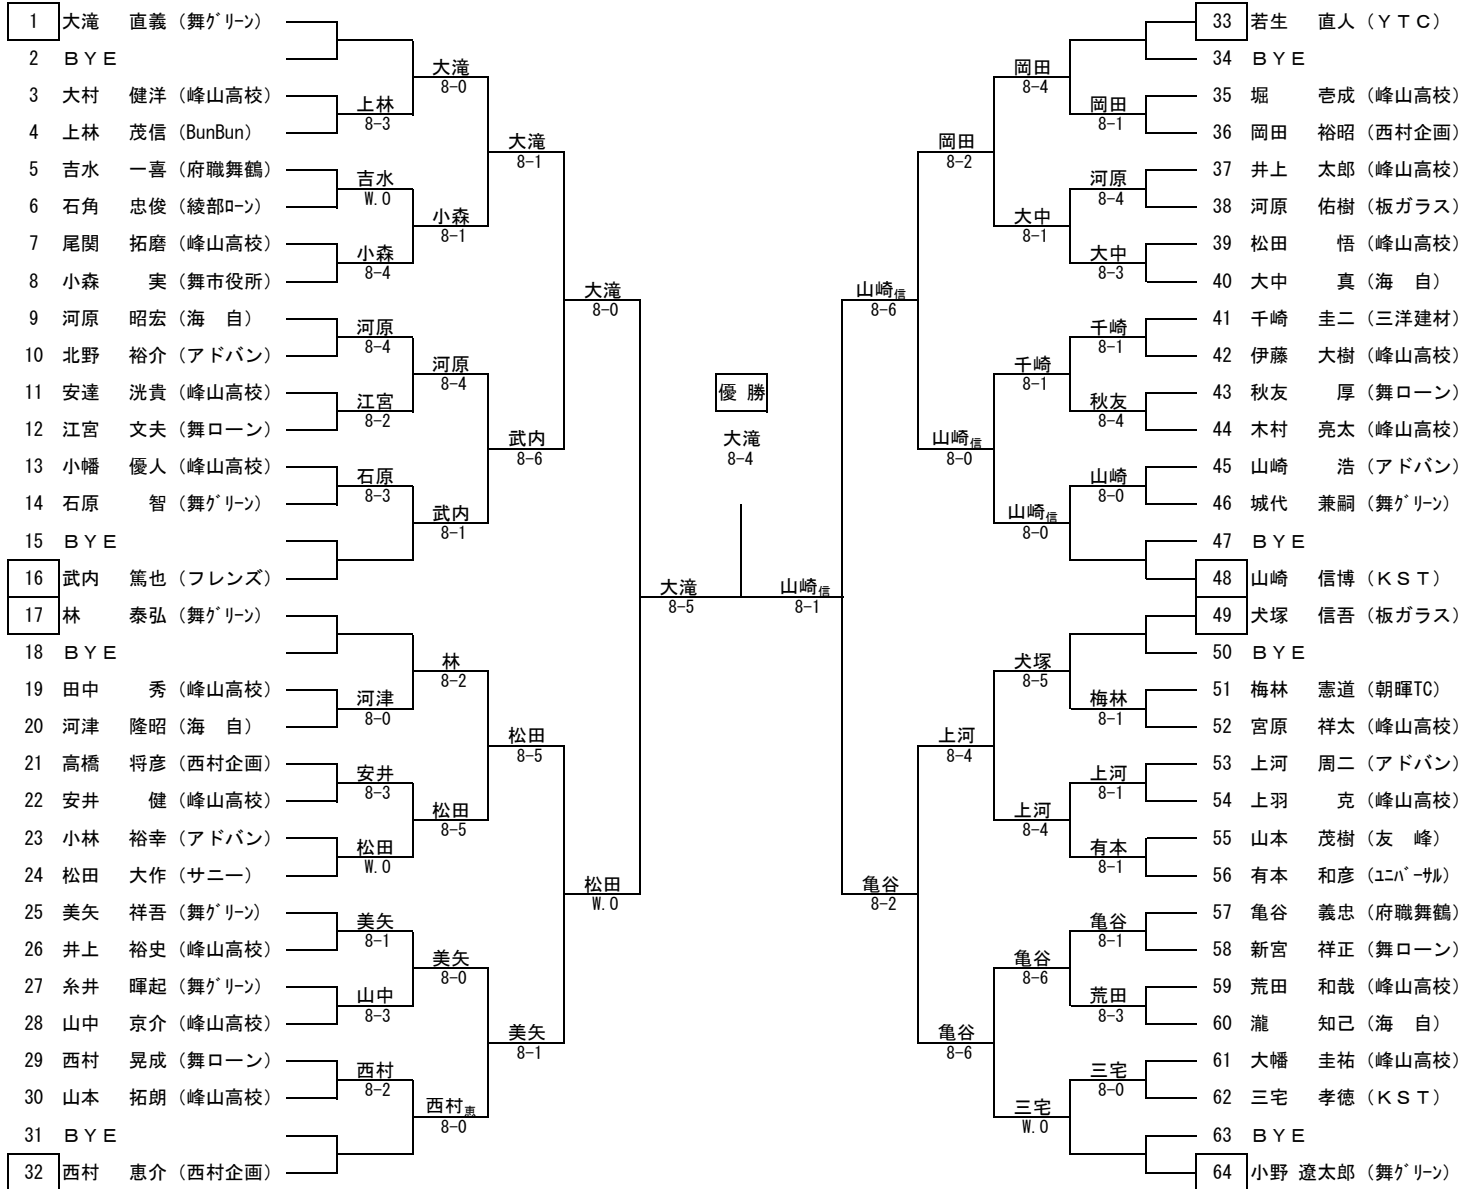 1 大滝 直義 (舞グリーン)
2 ＢＹＥ
3 大村 健洋 (峰山高校)
4 上林 茂信 (BunBun)
5 吉水 一喜 (府職舞鶴)
6 石角 忠俊 (綾部ローン)
7 尾関 拓磨 (峰山高校)
8 小森 実 (舞市役所)
9 河原 昭宏 (海 自)
10 北野 裕介 (アドバン)
11 安達 洸貴 (峰山高校)
12 江宮 文夫 (舞ローン)
13 小幡 優人 (峰山高校)
14 石原 智 (舞グリーン)
15 ＢＹＥ
16 武内 篤也 (フレンズ)
17 林 泰弘 (舞グリーン)
18 ＢＹＥ
19 田中 秀 (峰山高校)
20 河津 隆昭 (海 自)
21 高橋 将彦 (西村企画)
22 安井 健 (峰山高校)
23 小林 裕幸 (アドバン)
24 松田 大作 (サニー)
25 美矢 祥吾 (舞グリーン)
26 井上 裕史 (峰山高校)
27 糸井 暉起 (舞グリーン)
28 山中 京介 (峰山高校)
29 西村 晃成 (舞ローン)
30 山本 拓朗 (峰山高校)
31 ＢＹＥ
32 西村 恵介 (西村企画)
上林
8-3
吉水
W.0
小森
8-4
河原
8-4
江宮
8-2
石原
8-3
河津
8-0
安井
8-3
松田
W.0
美矢
8-1
山中
8-3
西村
8-2
大滝
8-0
小森
8-1
河原
8-4
武内
8-1
林
8-2
松田
8-5
美矢
8-0
西村恵
8-0
大滝
8-1
武内
8-6
松田
8-5
美矢
8-1
大滝
8-0
松田
W.0
大滝
8-5
優 勝
大滝
8-4
山崎信
8-1
山崎信
8-6
亀谷
8-2
岡田
8-2
山崎信
8-0
上河
8-4
亀谷
8-6
岡田
8-4
大中
8-1
千崎
8-1
山崎信
8-0
犬塚
8-5
上河
8-4
亀谷
8-6
三宅
W.0
岡田
8-1
河原
8-4
大中
8-3
千崎
8-1
秋友
8-4
山崎
8-0
梅林
8-1
上河
8-1
有本
8-1
亀谷
8-1
荒田
8-3
三宅
8-0
33 若生 直人 (ＹＴＣ)
34 ＢＹＥ
35 堀 壱成 (峰山高校)
36 岡田 裕昭 (西村企画)
37 井上 太郎 (峰山高校)
38 河原 佑樹 (板ガラス)
39 松田 悟 (峰山高校)
40 大中 真 (海 自)
41 千崎 圭二 (三洋建材)
42 伊藤 大樹 (峰山高校)
43 秋友 厚 (舞ローン)
44 木村 亮太 (峰山高校)
45 山崎 浩 (アドバン)
46 城代 兼嗣 (舞グリーン)
47 ＢＹＥ
48 山崎 信博 (ＫＳＴ)
49 犬塚 信吾 (板ガラス)
50 ＢＹＥ
51 梅林 憲道 (朝暉TC)
52 宮原 祥太 (峰山高校)
53 上河 周二 (アドバン)
54 上羽 克 (峰山高校)
55 山本 茂樹 (友 峰)
56 有本 和彦 (ユニバーサル)
57 亀谷 義忠 (府職舞鶴)
58 新宮 祥正 (舞ローン)
59 荒田 和哉 (峰山高校)
60 瀧 知己 (海 自)
61 大幡 圭祐 (峰山高校)
62 三宅 孝徳 (ＫＳＴ)
63 ＢＹＥ
64 小野 遼太郎 (舞グリーン)